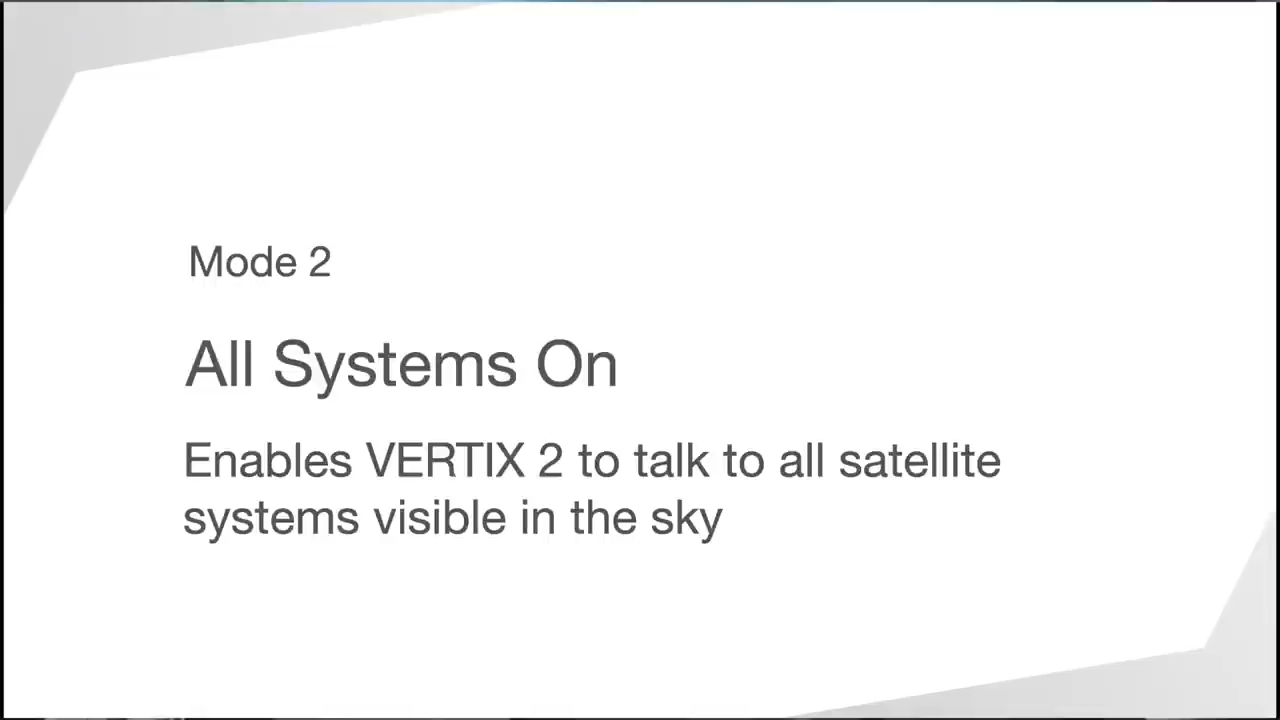 Mode 2
All Systems On
Enables VERTIX 2 to talk to all satellite
systems visible in the sky